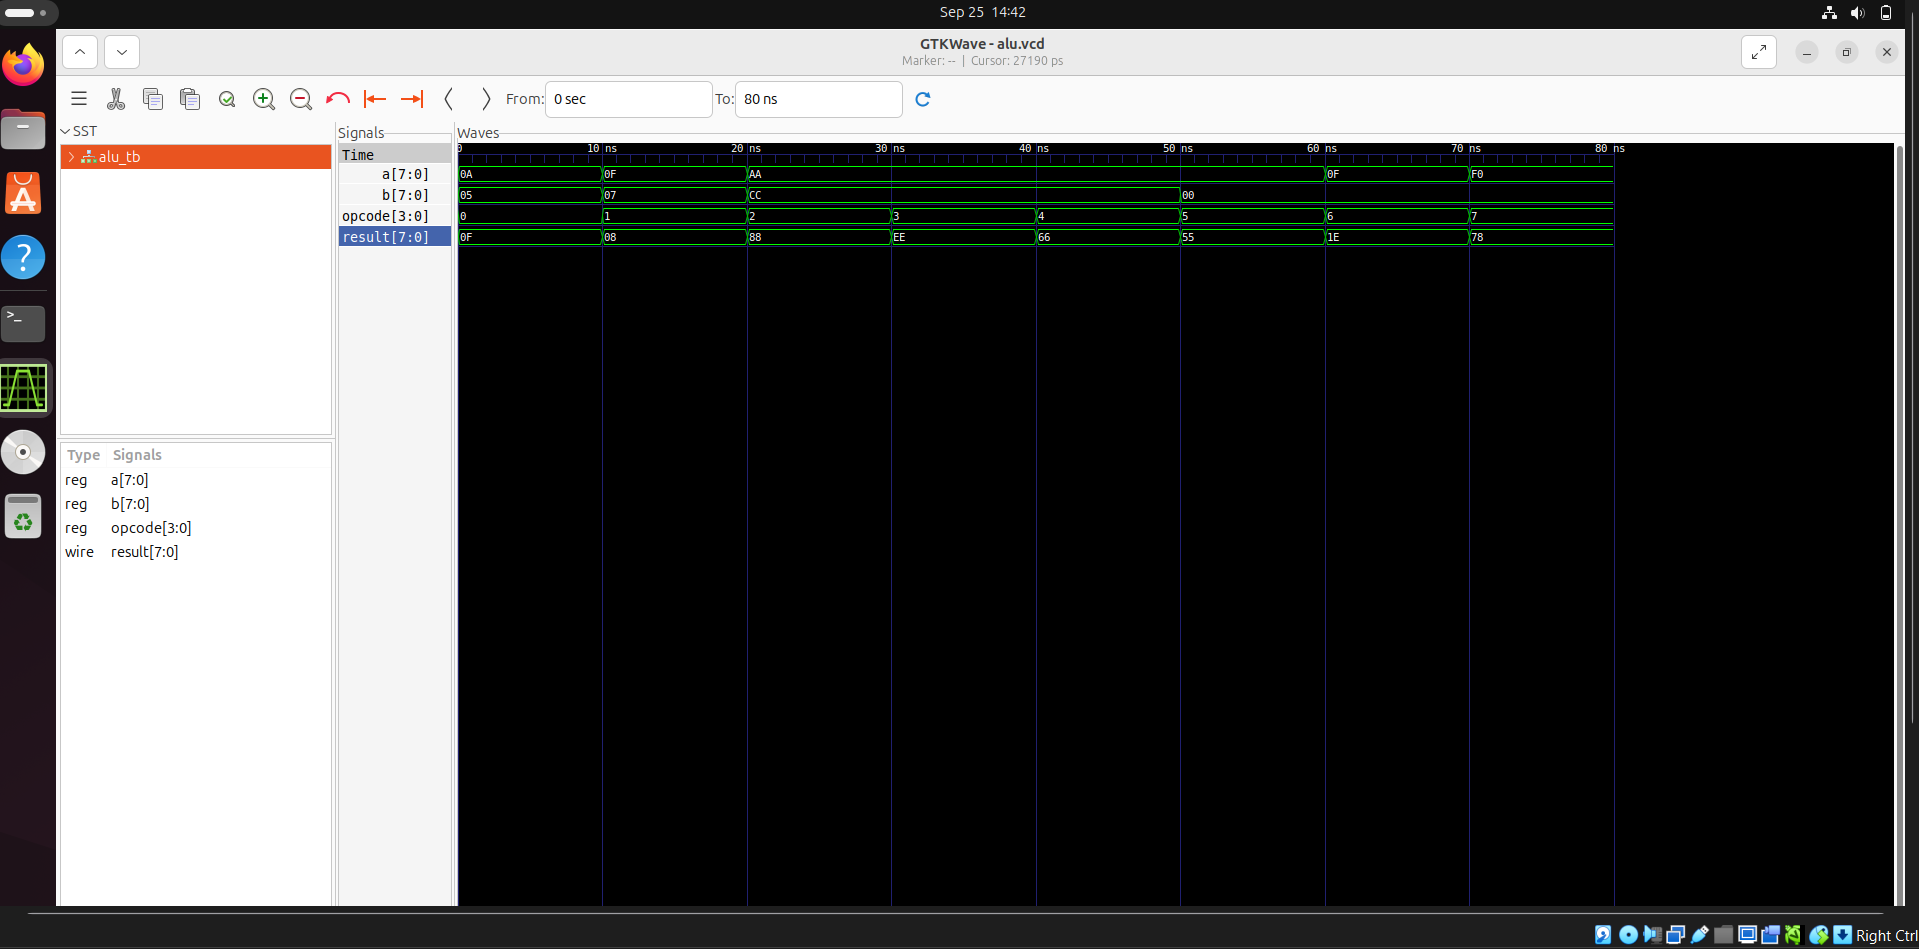 Sep 25 14:42
GTKWave - alu.vcd
Marker: -- | Cursor: 27190 ps
From: 0 sec To: 80 ns
SST
alu_tb
Type Signals
reg a[7:0]
reg b[7:0]
reg opcode[3:0]
wire result[7:0]
Signals
Time
a[7:0]
b[7:0]
opcode[3:0]
result[7:0]
Waves
0 10 ns 20 ns 30 ns 40 ns 50 ns 60 ns 70 ns 80 ns
0A 0F AA 0F F0
05 07 CC 00
0 1 2 3 4 5 6 7
0F 08 88 EE 66 55 1E 78
Right Ctrl